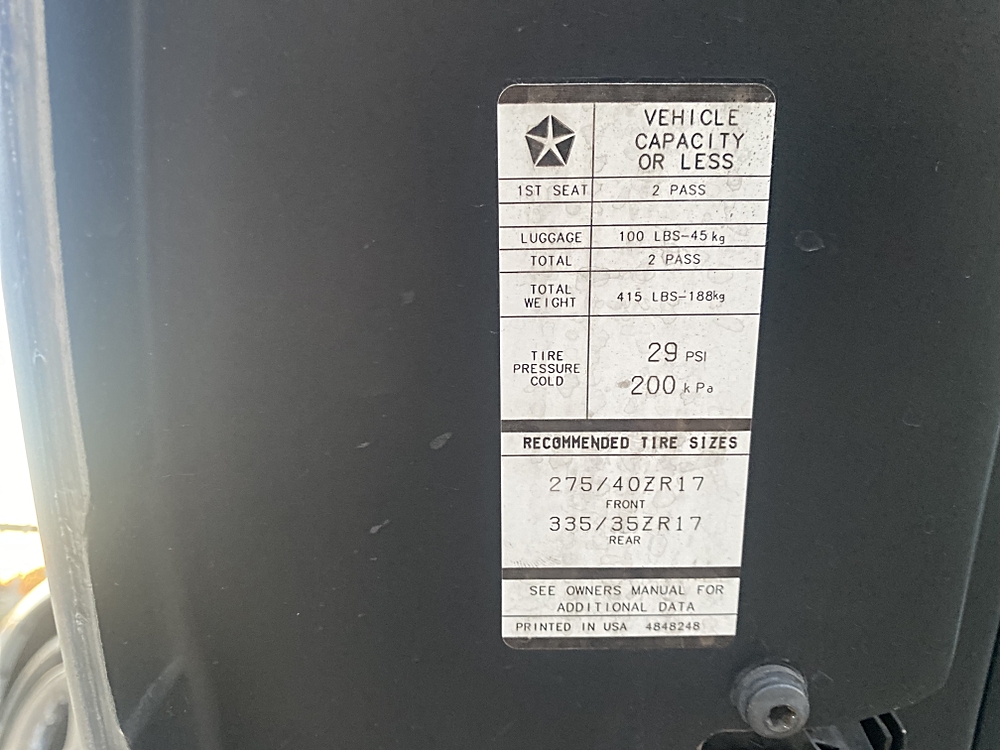 VEHICLE
CAPACITY
OR LESS
1ST SEAT 2 PASS
LUGGAGE 100 LBS-45kg
TOTAL 2 PASS
TOTAL
WEIGHT 415 LBS-188kg
TIRE
PRESSURE
COLD
29 PSI
200 kPa
RECOMMENDED TIRE SIZES
275/40ZR17
FRONT
335/35ZR17
REAR
SEE OWNERS MANUAL FOR
ADDITIONAL DATA
PRINTED IN USA 4848248